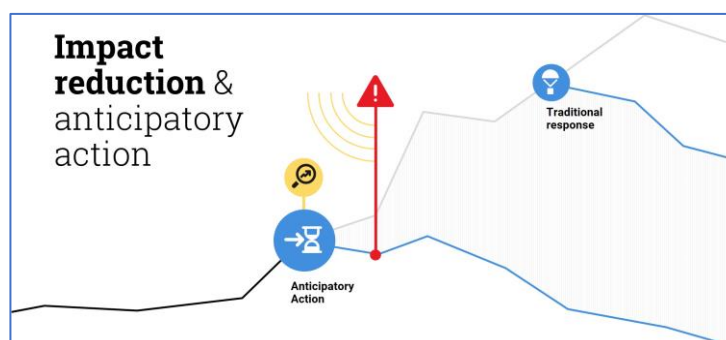 Impact
reduction &
anticipatory
action
Traditional
response
Anticipatory
Action